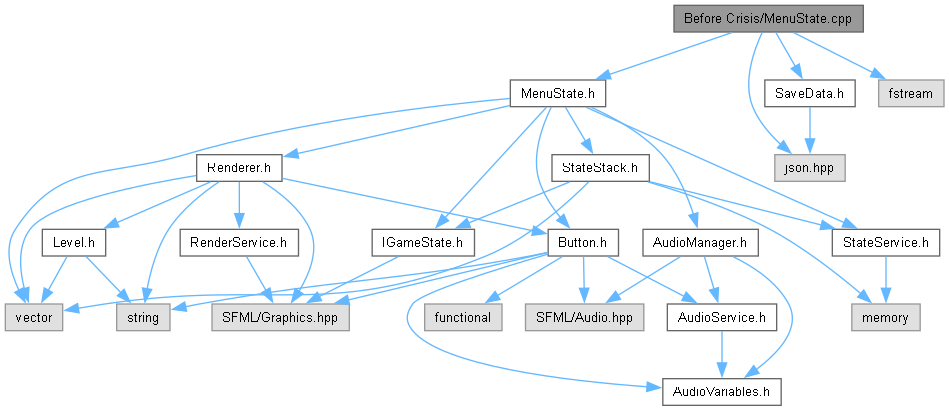 Before Crisis/MenuState.cpp
MenuState.h
SaveData.h
fstream
Renderer.h
StateStack.h
json.hpp
Level.h
RenderService.h
IGameState.h
Button.h
AudioManager.h
StateService.h
vector
string
SFML/Graphics.hpp
functional
SFML/Audio.hpp
AudioService.h
memory
AudioVariables.h